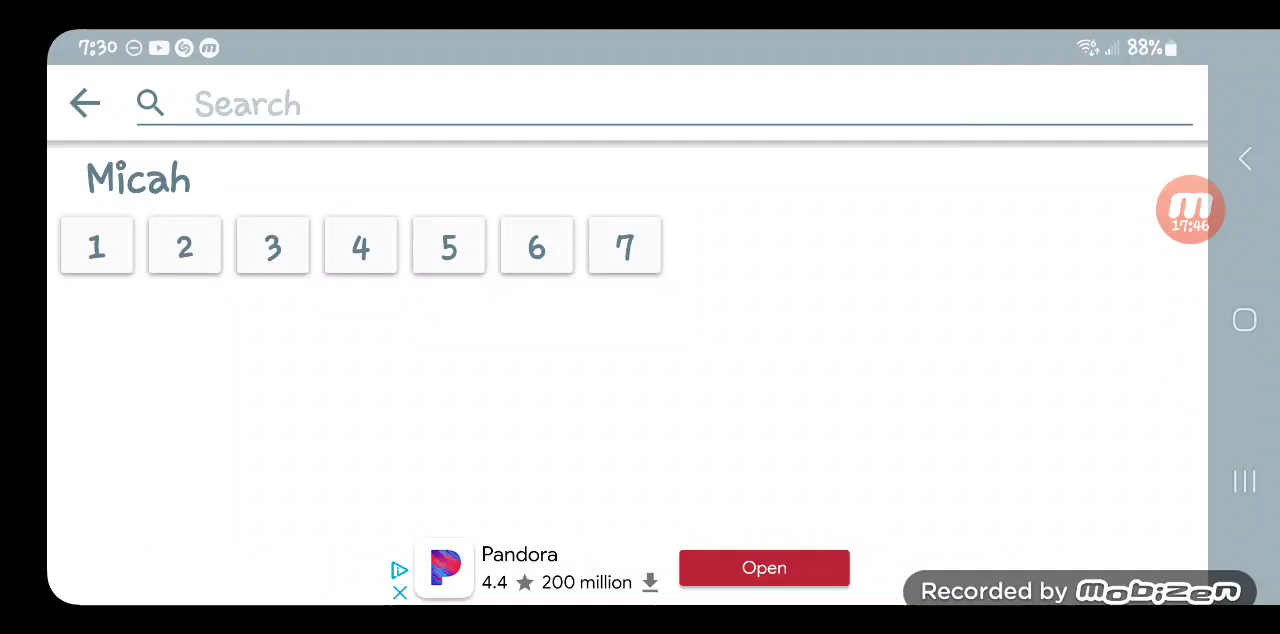 7:30 88%
Search
Micah
1 2 3 4 5 6 7
m
17:46
Pandora
4.4 ★ 200 million
Open
Recorded by mobizen